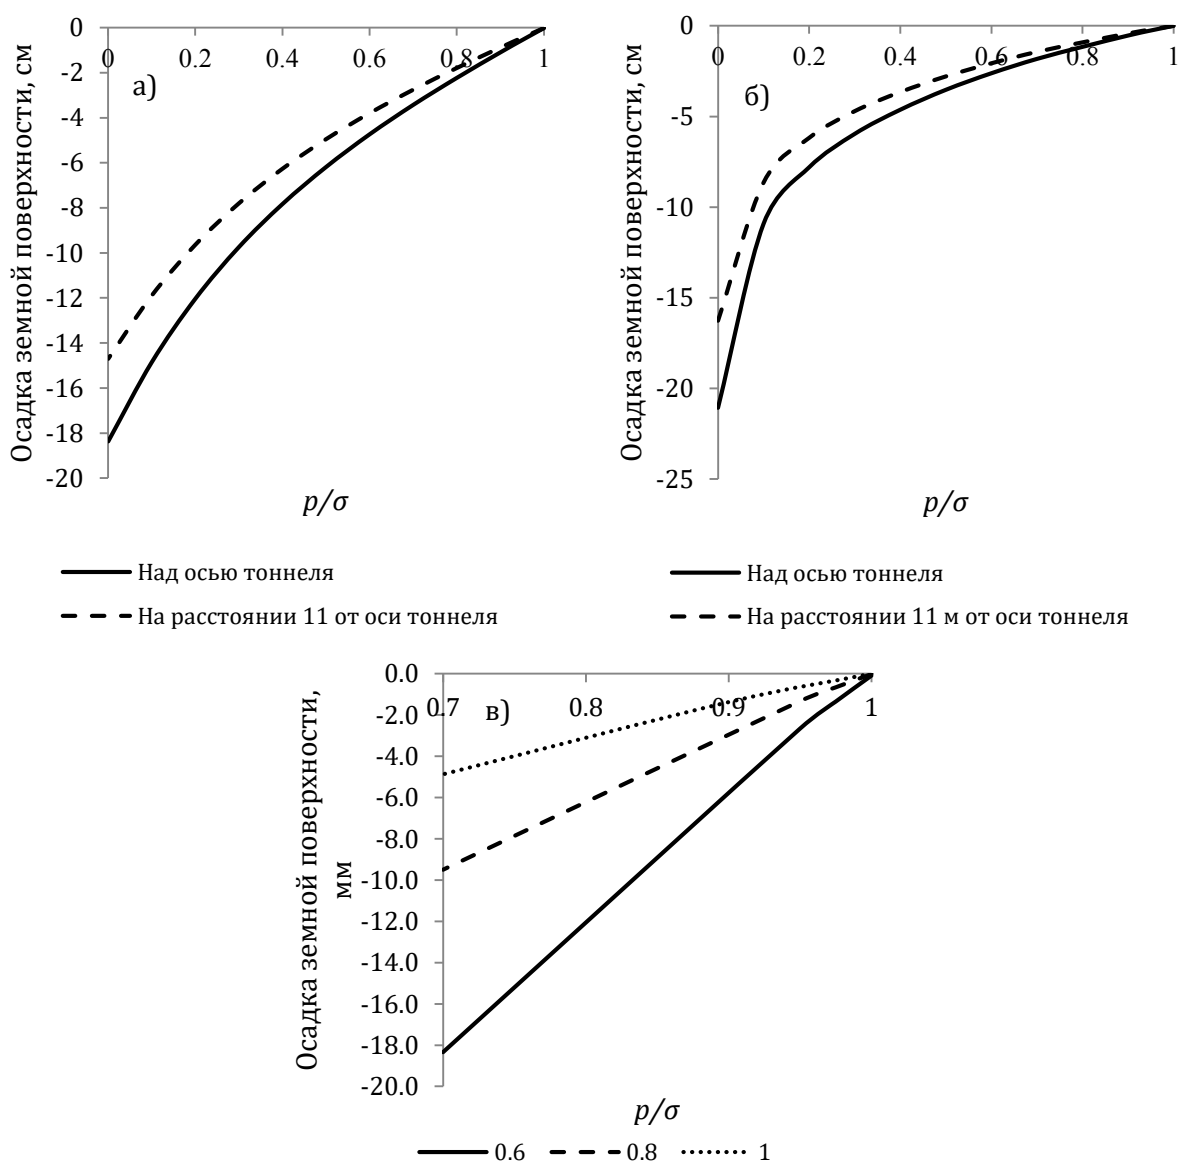 0
-2
-4
-6
-8
-10
-12
-14
-16
-18
-20
0 0.2 0.4 0.6 0.8 1
а)
Осадка земной поверхности, см
p/σ
Над осью тоннеля
На расстоянии 11 от оси тоннеля
0
-5
-10
-15
-20
-25
0 0.2 0.4 0.6 0.8 1
б)
Осадка земной поверхности, см
p/σ
Над осью тоннеля
На расстоянии 11 м от оси тоннеля
0.0
-2.0
-4.0
-6.0
-8.0
-10.0
-12.0
-14.0
-16.0
-18.0
-20.0
0.7 0.8 0.9 1
в)
Осадка земной поверхности,
мм
p/σ
0.6 0.8 1